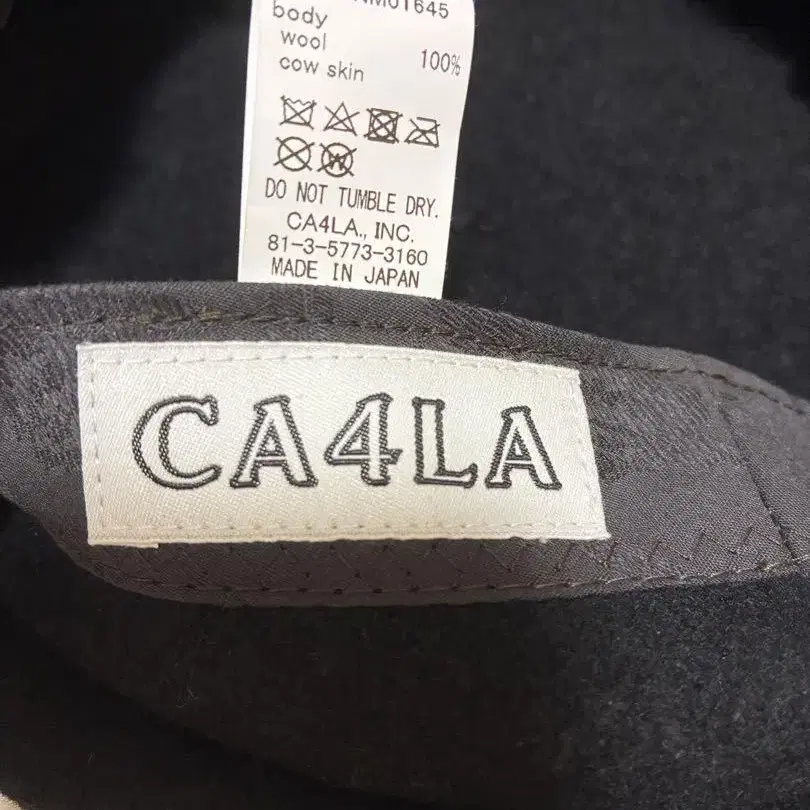 NM01645
body
wool 100%
cow skin
DO NOT TUMBLE DRY.
CA4LA., INC.
81-3-5773-3160
MADE IN JAPAN
CA4LA